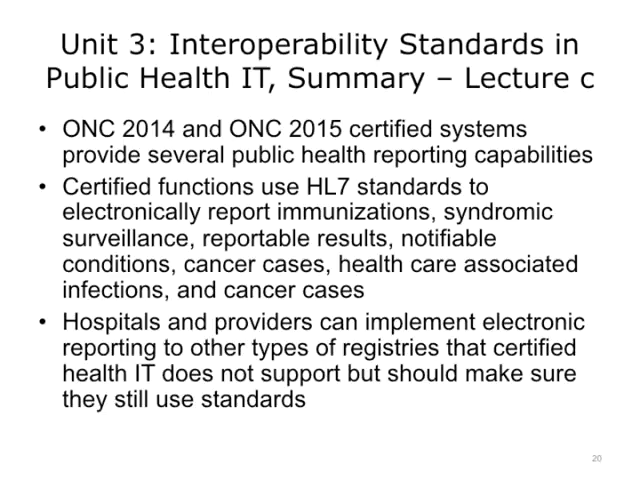 Unit 3: Interoperability Standards in
Public Health IT, Summary – Lecture c
• ONC 2014 and ONC 2015 certified systems
provide several public health reporting capabilities
• Certified functions use HL7 standards to
electronically report immunizations, syndromic
surveillance, reportable results, notifiable
conditions, cancer cases, health care associated
infections, and cancer cases
• Hospitals and providers can implement electronic
reporting to other types of registries that certified
health IT does not support but should make sure
they still use standards
20